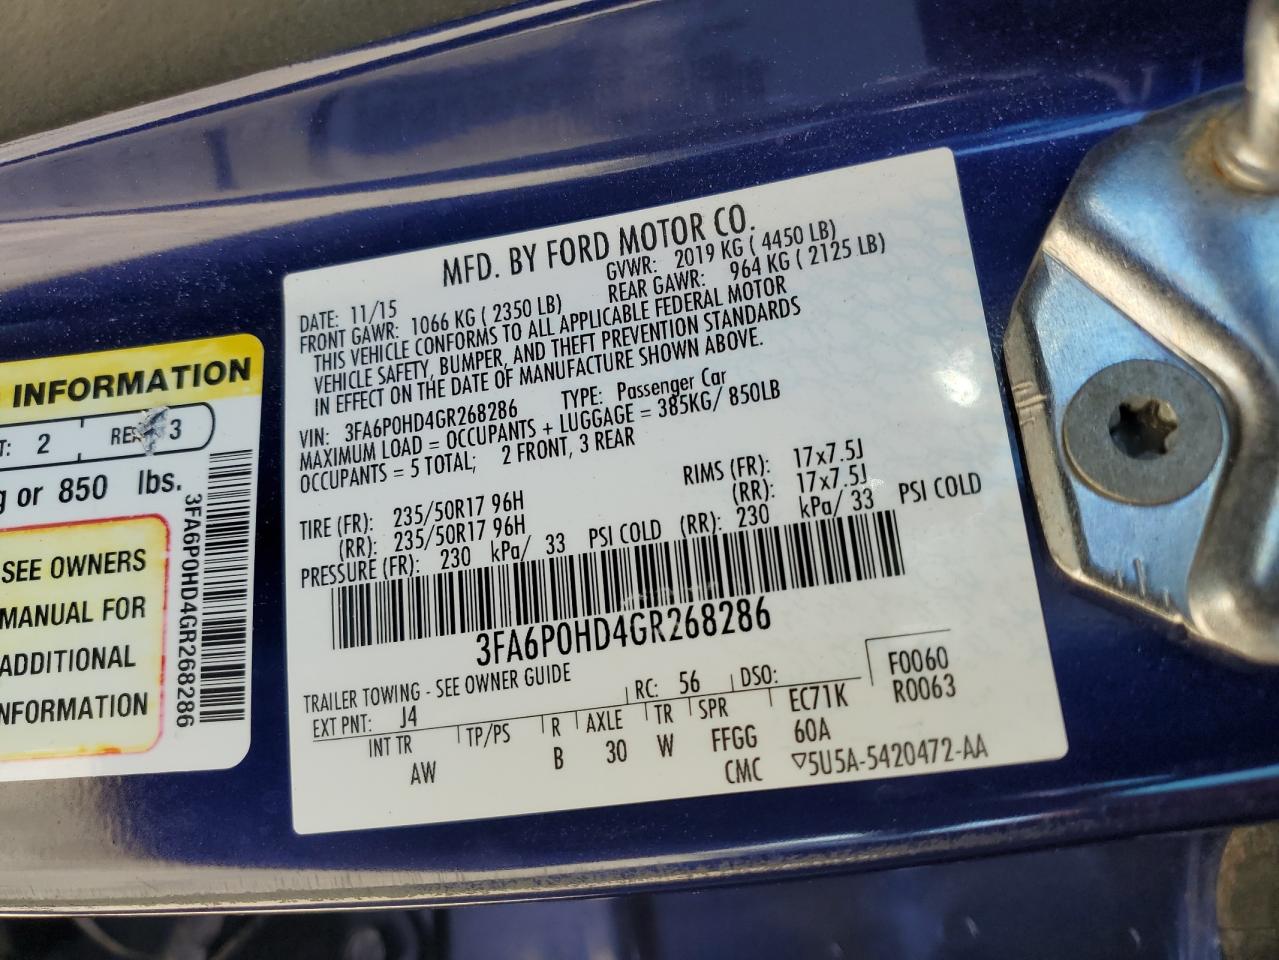 MFD. BY FORD MOTOR CO.
DATE: 11/15 GVWR: 2019 KG ( 4450 LB)
FRONT GAWR: 1066 KG ( 2350 LB) REAR GAWR: 964 KG ( 2125 LB)
THIS VEHICLE CONFORMS TO ALL APPLICABLE FEDERAL MOTOR
VEHICLE SAFETY, BUMPER, AND THEFT PREVENTION STANDARDS
IN EFFECT ON THE DATE OF MANUFACTURE SHOWN ABOVE.
VIN: 3FA6P0HD4GR268286 TYPE: Passenger Car
MAXIMUM LOAD = OCCUPANTS + LUGGAGE = 385KG/ 850LB
OCCUPANTS = 5 TOTAL; 2 FRONT, 3 REAR
TIRE (FR): 235/50R17 96H RIMS (FR): 17x7.5J
(RR): 235/50R17 96H (RR): 17x7.5J
PRESSURE (FR): 230 kPa/ 33 PSI COLD (RR): 230 kPa/ 33 PSI COLD
3FA6P0HD4GR268286
TRAILER TOWING - SEE OWNER GUIDE
EXT PNT: J4 RC: 56 DSO: F0060
INT TR TP/PS R AXLE TR SPR EC71K R0063
AW B 30 W FFGG 60A
CMC ▽5U5A-5420472-AA
INFORMATION
2 3
or 850 lbs.
SEE OWNERS
MANUAL FOR
ADDITIONAL
INFORMATION
3FA6P0HD4GR268286